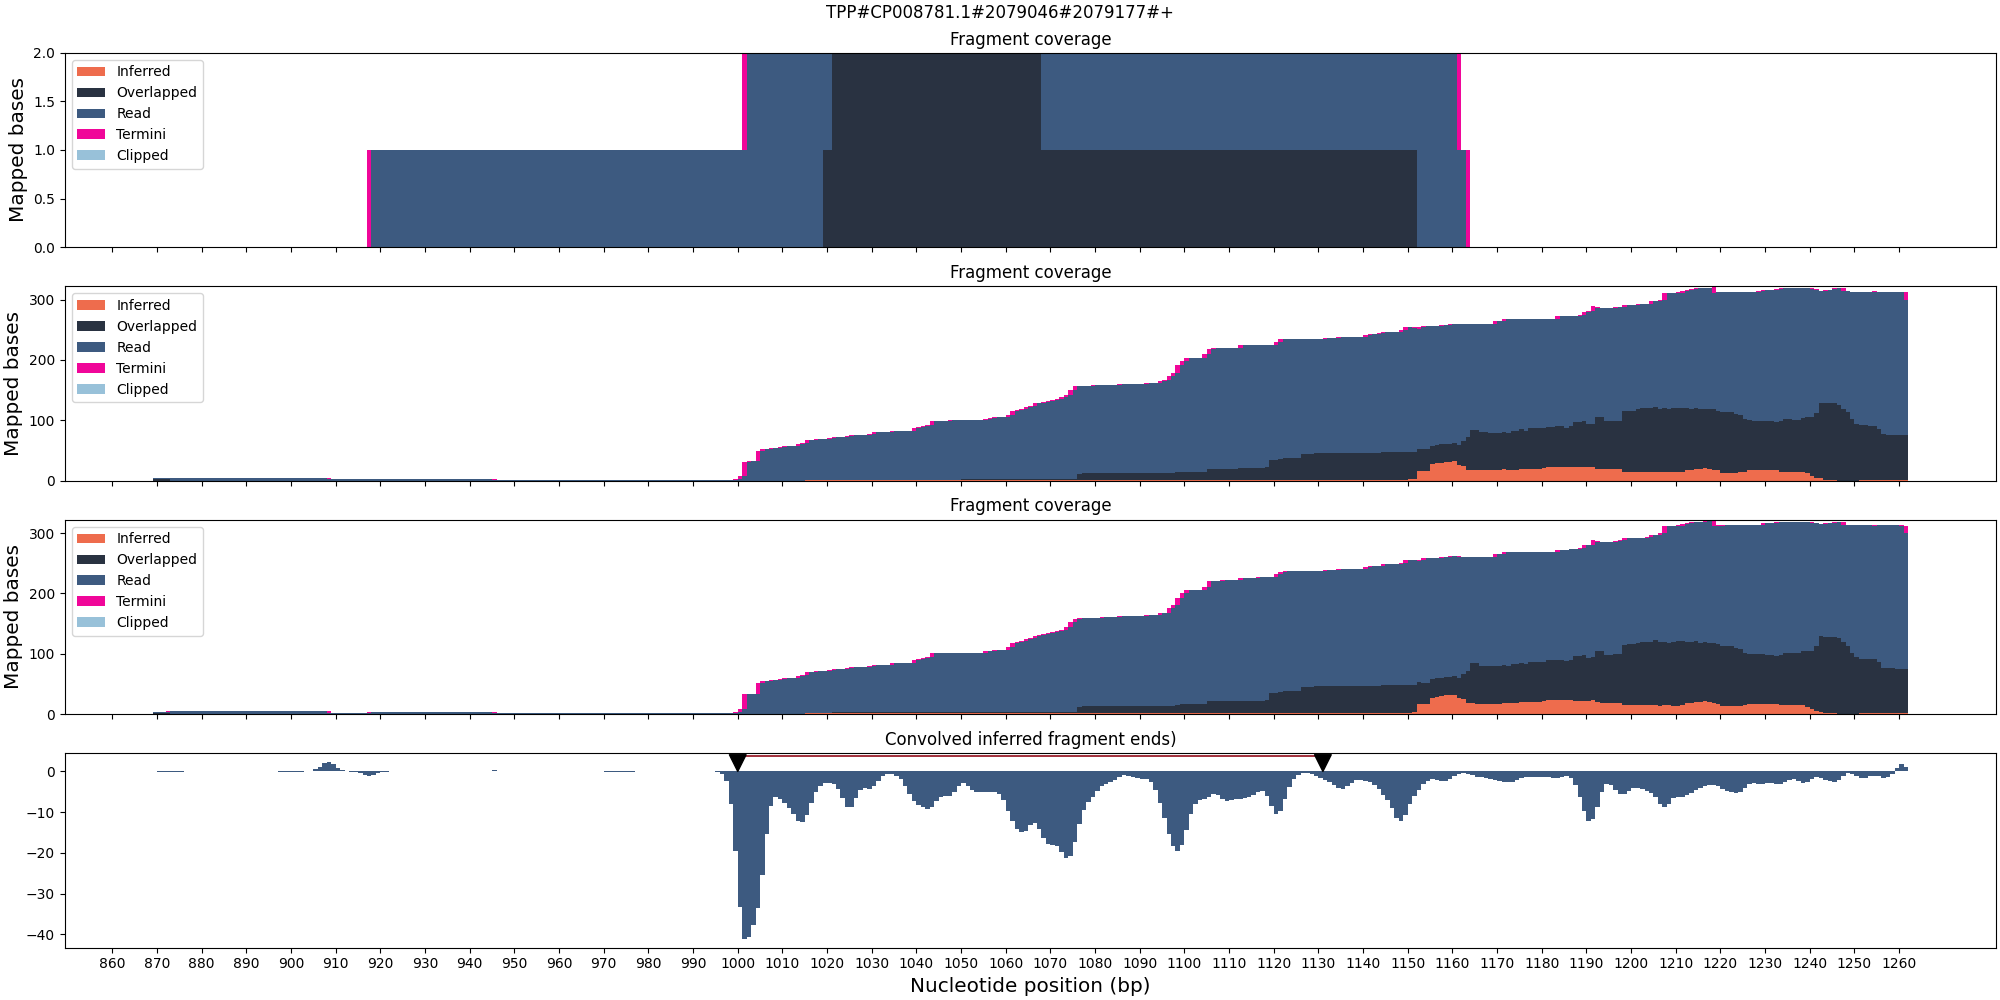 TPP#CP008781.1#2079046#2079177#+
Fragment coverage
Mapped bases
2.0
1.5
1.0
0.5
0.0
Inferred
Overlapped
Read
Termini
Clipped
Fragment coverage
Mapped bases
300
200
100
0
Inferred
Overlapped
Read
Termini
Clipped
Fragment coverage
Mapped bases
300
200
100
0
Inferred
Overlapped
Read
Termini
Clipped
Convolved inferred fragment ends)
0
−10
−20
−30
−40
860 870 880 890 900 910 920 930 940 950 960 970 980 990 1000 1010 1020 1030 1040 1050 1060 1070 1080 1090 1100 1110 1120 1130 1140 1150 1160 1170 1180 1190 1200 1210 1220 1230 1240 1250 1260
Nucleotide position (bp)